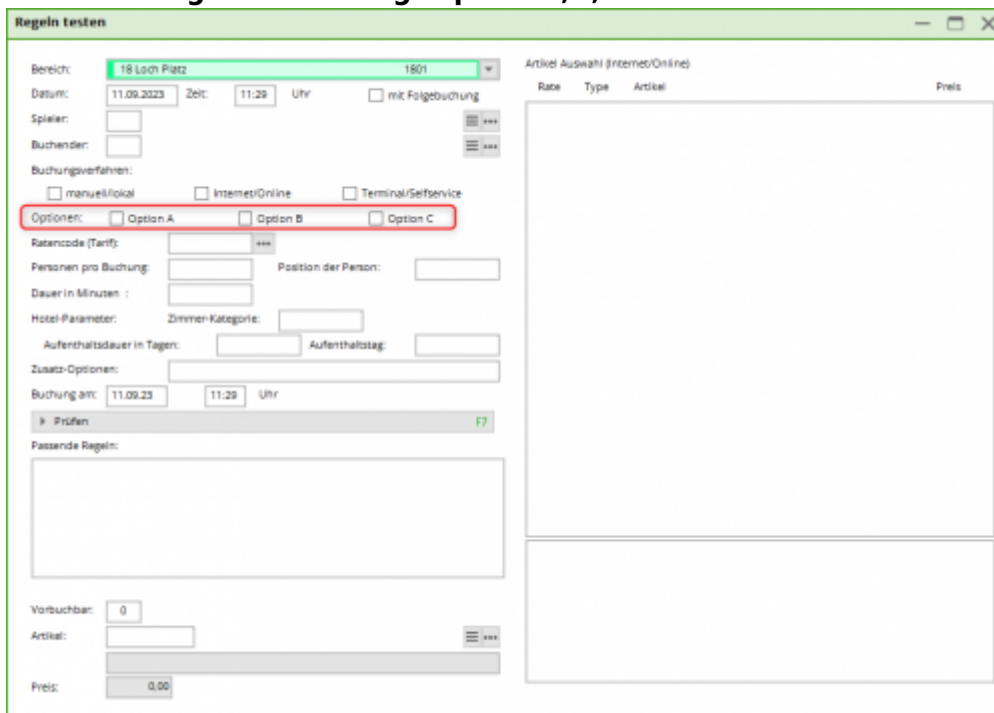 Regeln testen
Bereich: 18 Loch Platz 1801
Datum: 11.09.2023 Zeit: 11:29 Uhr mit Folgebuchung
Spieler:
Buchender:
Buchungsverfahren:
manuell/lokal Internet/Online Terminal/Selfservice
Optionen: Option A Option B Option C
Ratencode (Tarif):
Personen pro Buchung: Position der Person:
Dauer in Minuten :
Hotel-Parameter: Zimmer-Kategorie:
Aufenthaltsdauer in Tagen: Aufenthaltstag:
Zusatz-Optionen:
Buchung am: 11.09.23 11:29 Uhr
Prüfen F7
Passende Regeln:
Vorbuchbar: 0
Artikel:
Preis: 0,00
Artikel Auswahl (Internet/Online)
Rate Type Artikel Preis